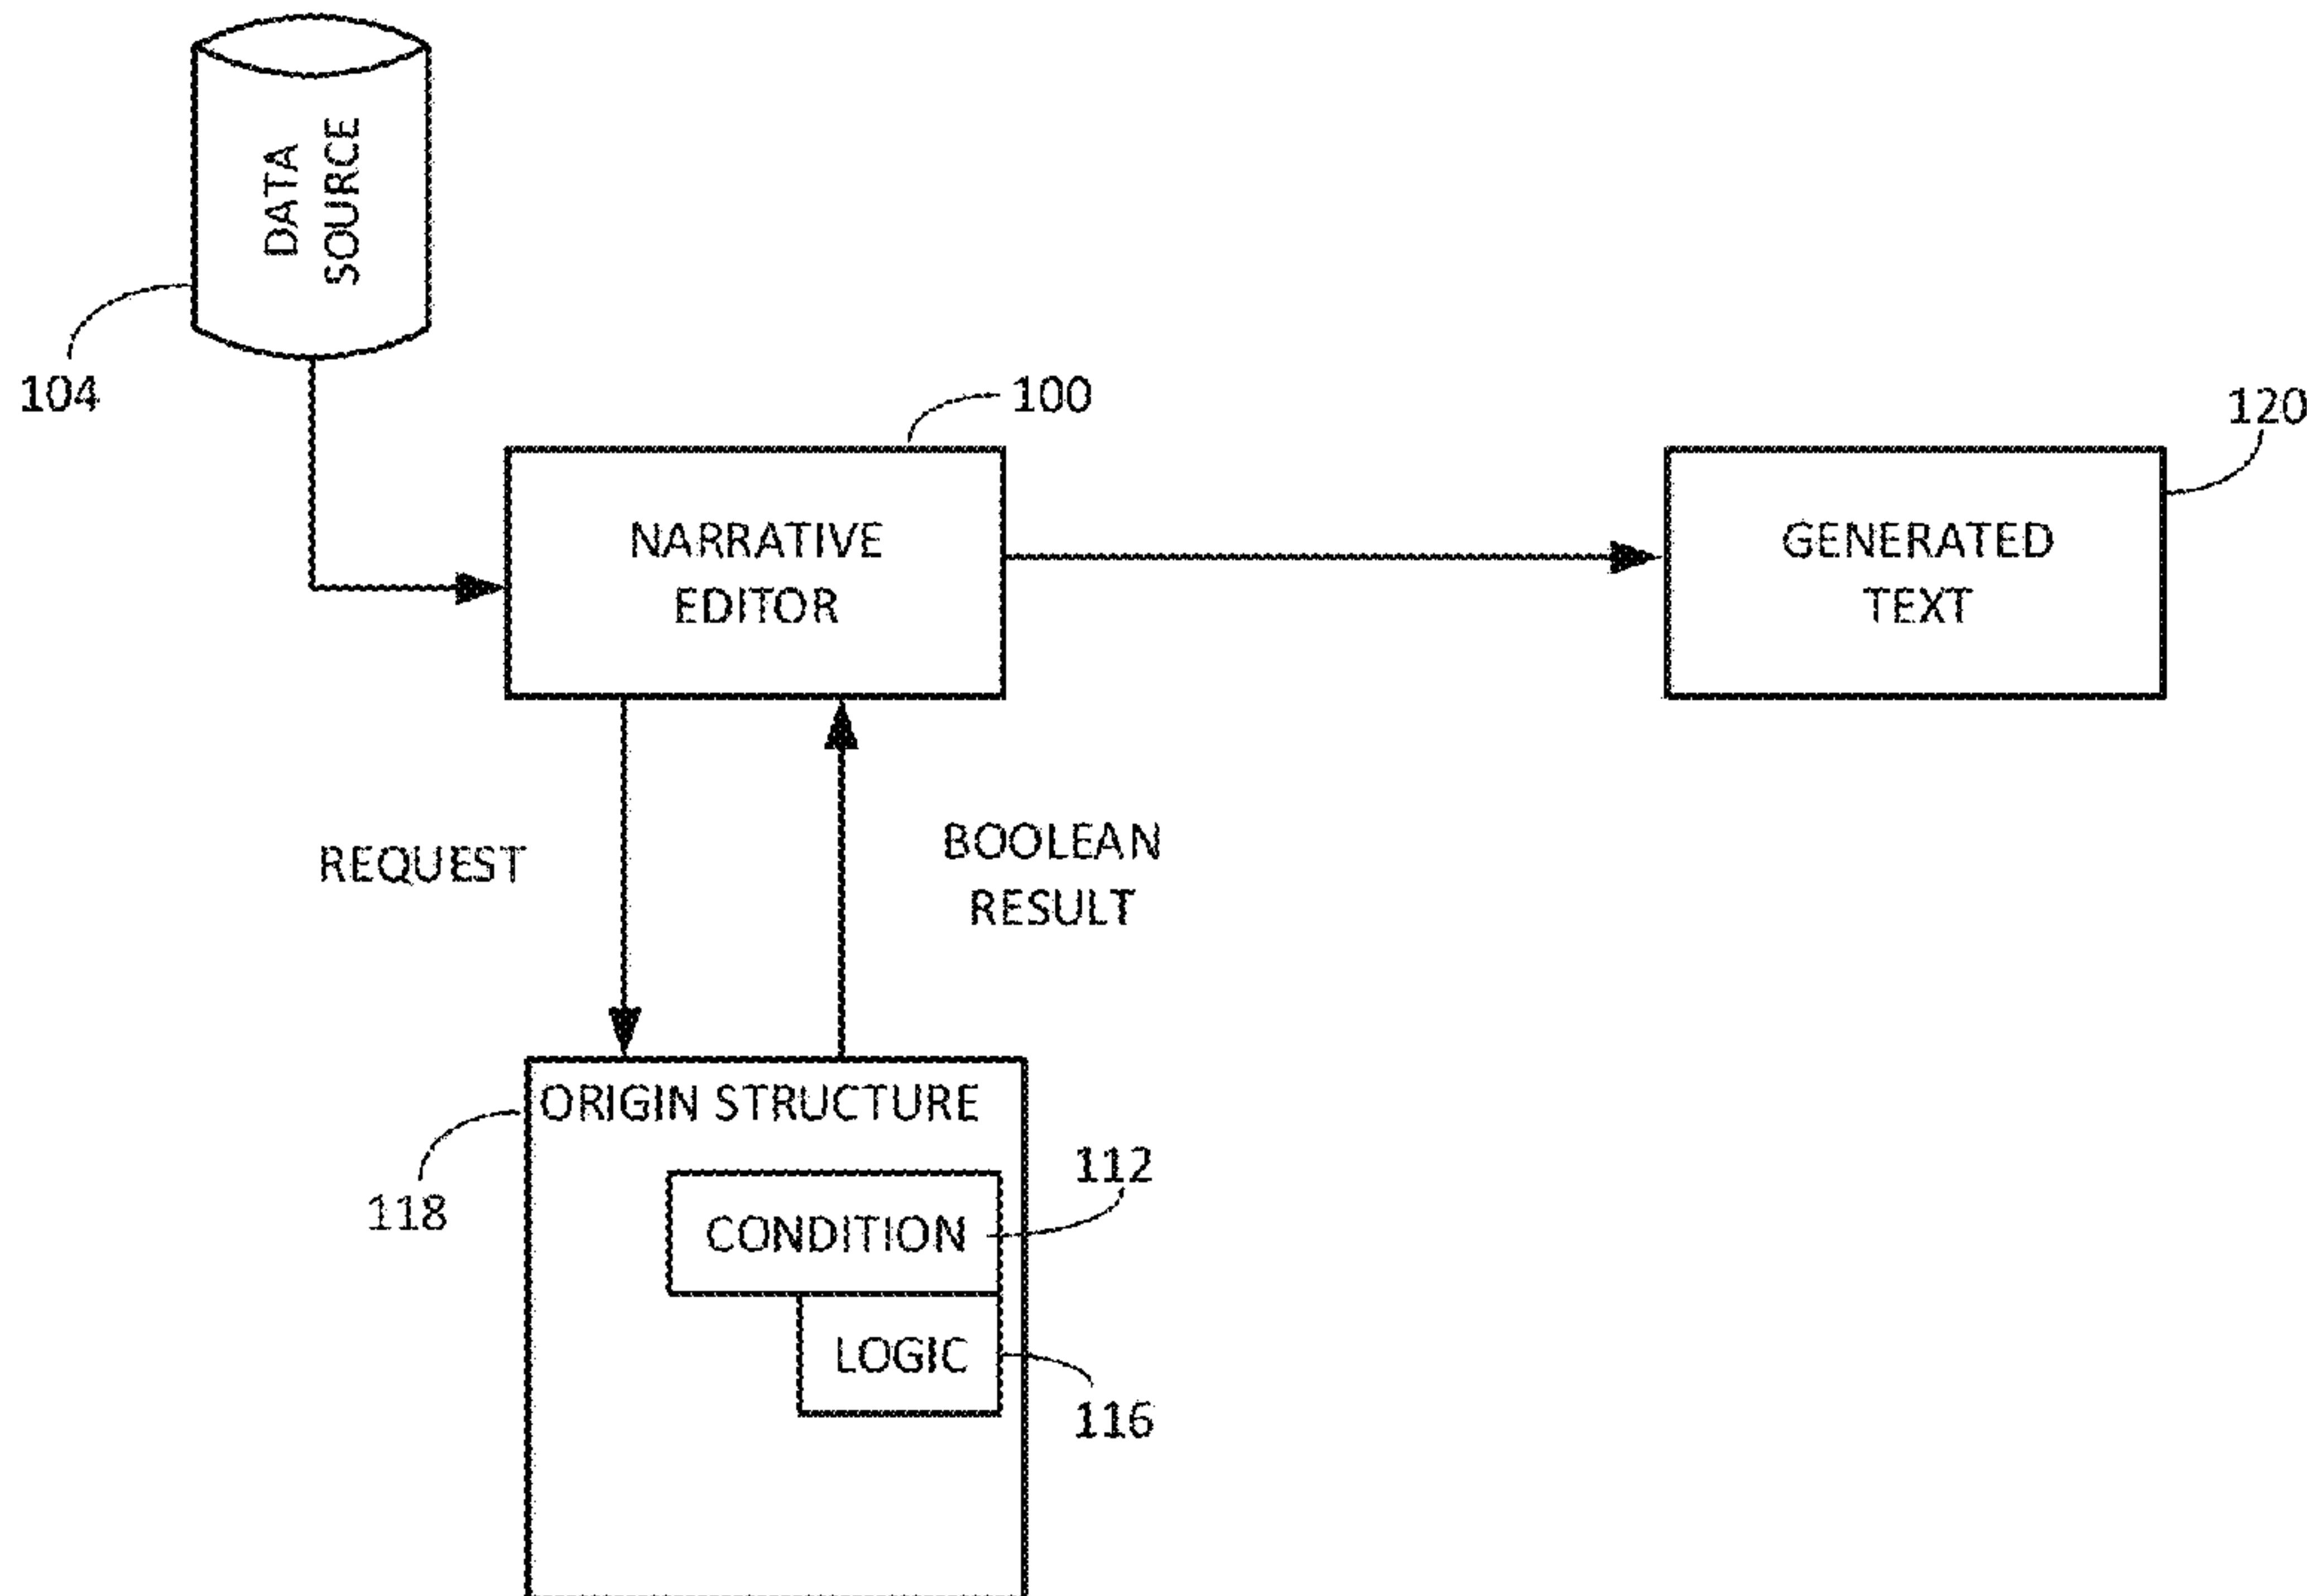 DATA
SOURCE
104
100
120
NARRATIVE
EDITOR
GENERATED
TEXT
REQUEST
BOOLEAN
RESULT
ORIGIN STRUCTURE
118
112
CONDITION
LOGIC
116